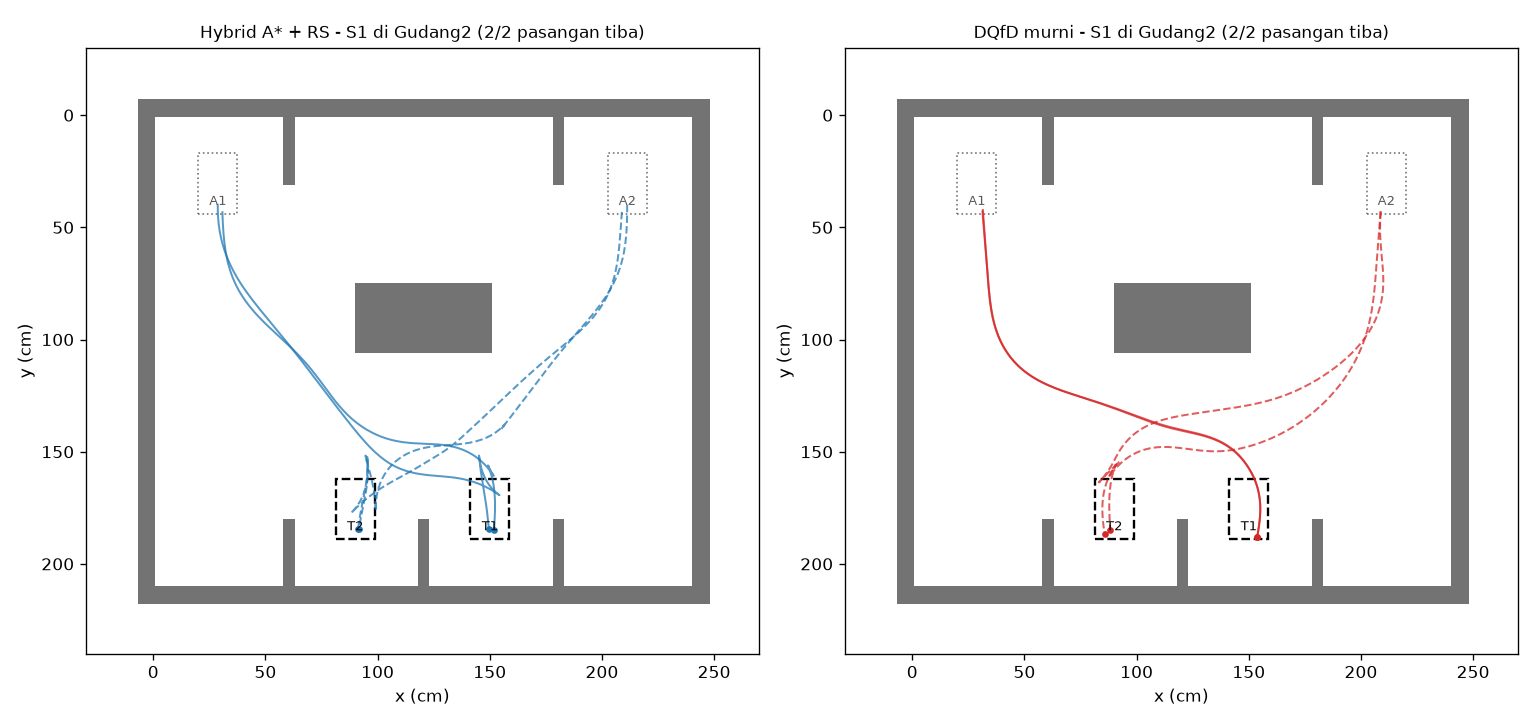 Hybrid A* + RS - S1 di Gudang2 (2/2 pasangan tiba)
0
50
100
150
200
y (cm)
A1
A2
T2
T1
0
50
100
150
200
250
x (cm)
DQfD murni - S1 di Gudang2 (2/2 pasangan tiba)
0
50
100
150
200
y (cm)
A1
A2
T2
T1
0
50
100
150
200
250
x (cm)